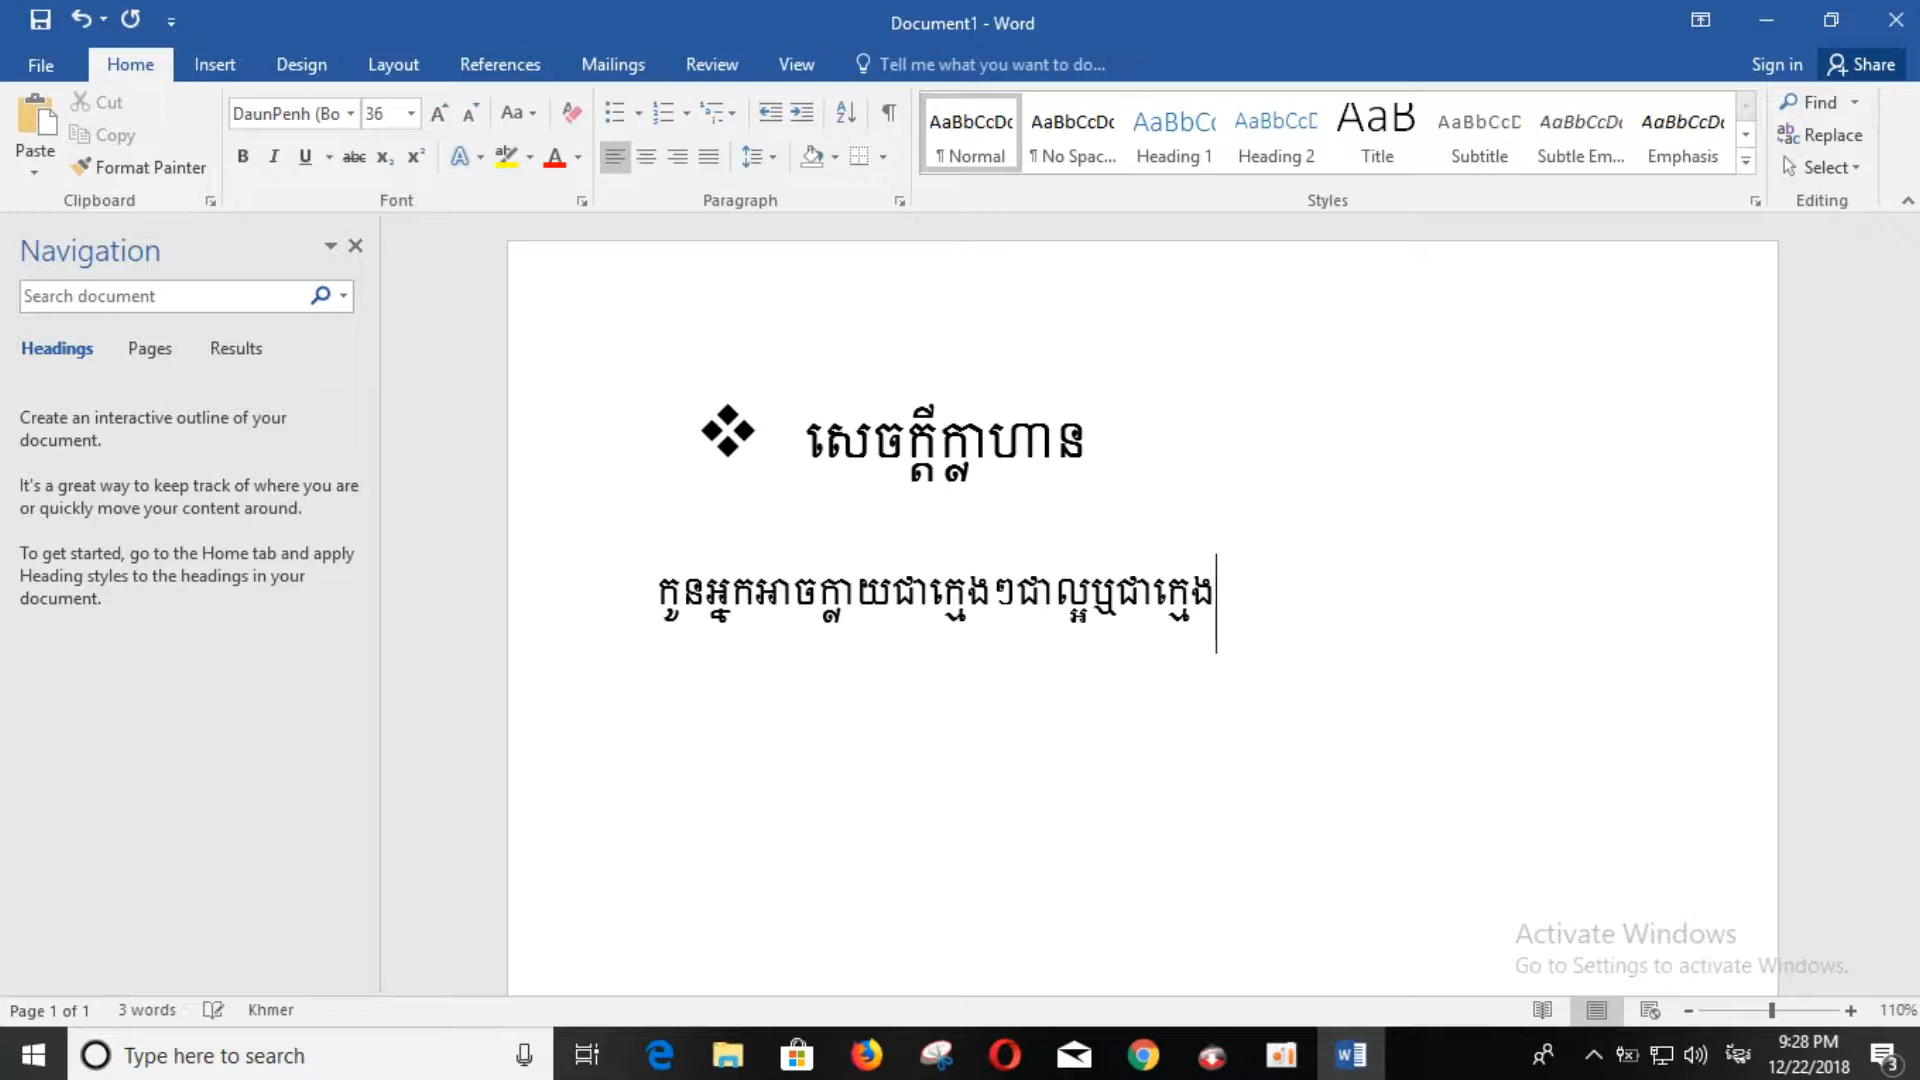 Document1 - Word
File Home Insert Design Layout References Mailings Review View Tell me what you want to do... Sign in Share
Paste Cut Copy Format Painter
Clipboard
DaunPenh (Bo 36
Font
Paragraph
AaBbCcDc AaBbCcDc AaBbC AaBbCcD AaB AaBbCcD AaBbCcDc AaBbCcDc
¶ Normal ¶ No Spac... Heading 1 Heading 2 Title Subtitle Subtle Em... Emphasis
Styles
Find
Replace
Select
Editing
Navigation
Search document
Headings Pages Results
Create an interactive outline of your
document.
It's a great way to keep track of where you are
or quickly move your content around.
To get started, go to the Home tab and apply
Heading styles to the headings in your
document.
❖ សេចក្តីក្លាហាន
កូនអ្នកអាចក្លាយជាក្មេងៗជាល្អឬជាក្មេង
Activate Windows
Go to Settings to activate Windows.
Page 1 of 1 3 words Khmer 110%
Type here to search
9:28 PM
12/22/2018
3